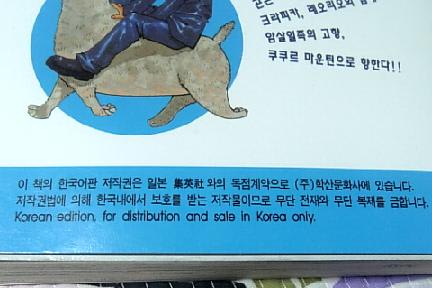 크라피카, 레오리오와
암살일족의 고향,
쿠쿠르 마운틴으로 향한다!!
이 책의 한국어판 저작권은 일본 集英社와의 독점계약으로 (주)학산문화사에 있습니다.
저작권법에 의해 한국내에서 보호를 받는 저작물이므로 무단 전재와 무단 복제를 금합니다.
Korean edition, for distribution and sale in Korea only.